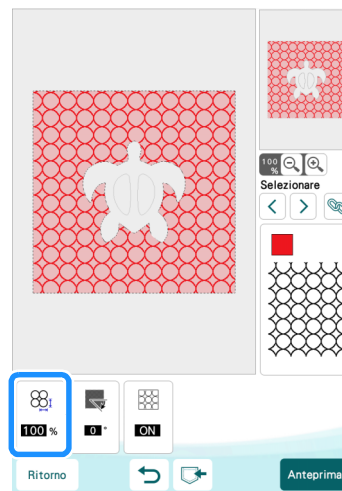 100
%
Selezionare
100 %
0 °
ON
Ritorno
Anteprima